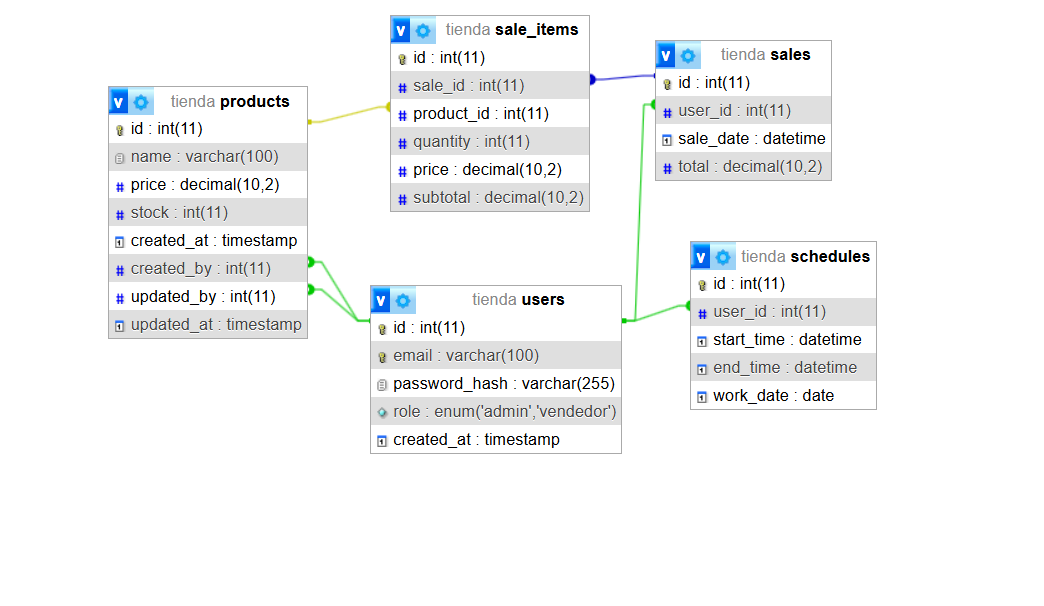 v tienda products
id : int(11)
name : varchar(100)
price : decimal(10,2)
stock : int(11)
created_at : timestamp
created_by : int(11)
updated_by : int(11)
updated_at : timestamp
v tienda sale_items
id : int(11)
sale_id : int(11)
product_id : int(11)
quantity : int(11)
price : decimal(10,2)
subtotal : decimal(10,2)
v tienda sales
id : int(11)
user_id : int(11)
sale_date : datetime
total : decimal(10,2)
v tienda users
id : int(11)
email : varchar(100)
password_hash : varchar(255)
role : enum('admin','vendedor')
created_at : timestamp
v tienda schedules
id : int(11)
user_id : int(11)
start_time : datetime
end_time : datetime
work_date : date